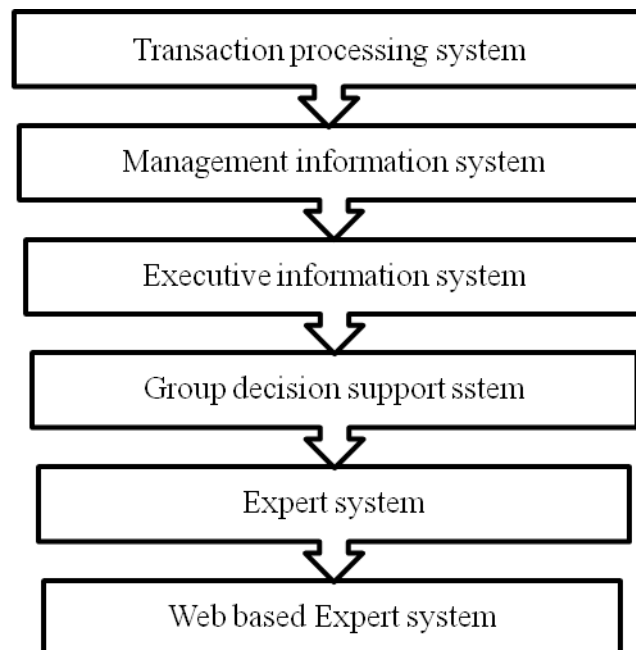 Transaction processing system
Management information system
Executive information system
Group decision support sstem
Expert system
Web based Expert system